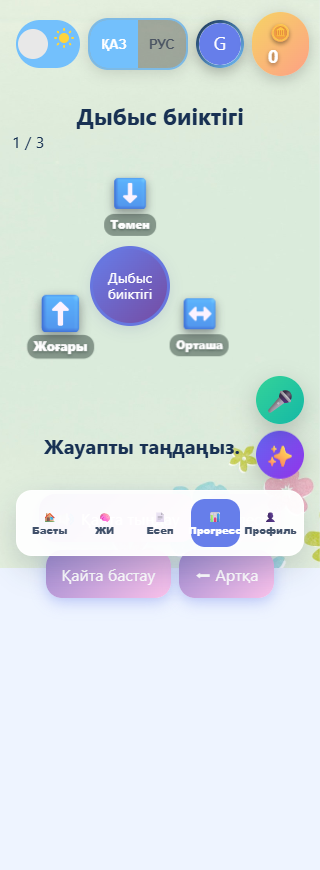 ҚАЗ РУС G
0
Дыбыс биіктігі
1 / 3
Төмен
Дыбыс
биіктігі
Жоғары
Орташа
Жауапты таңдаңыз.
Басты ЖИ Есеп Прогресс Профиль
Қайта бастау ⬅ Артқа